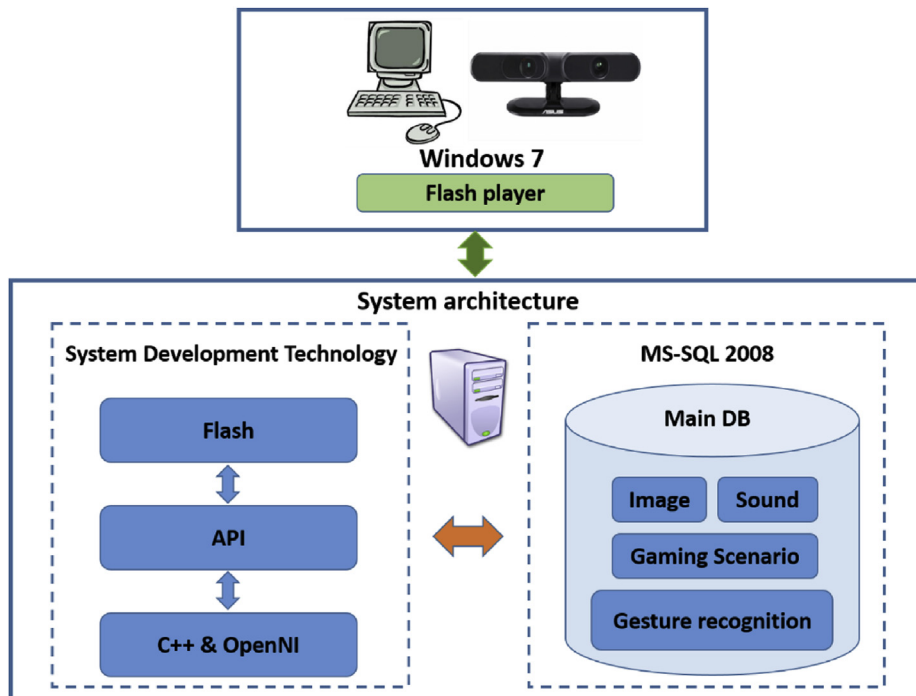 ASUS
Windows 7
Flash player
System architecture
System Development Technology
Flash
API
C++ & OpenNI
MS-SQL 2008
Main DB
Image
Sound
Gaming Scenario
Gesture recognition